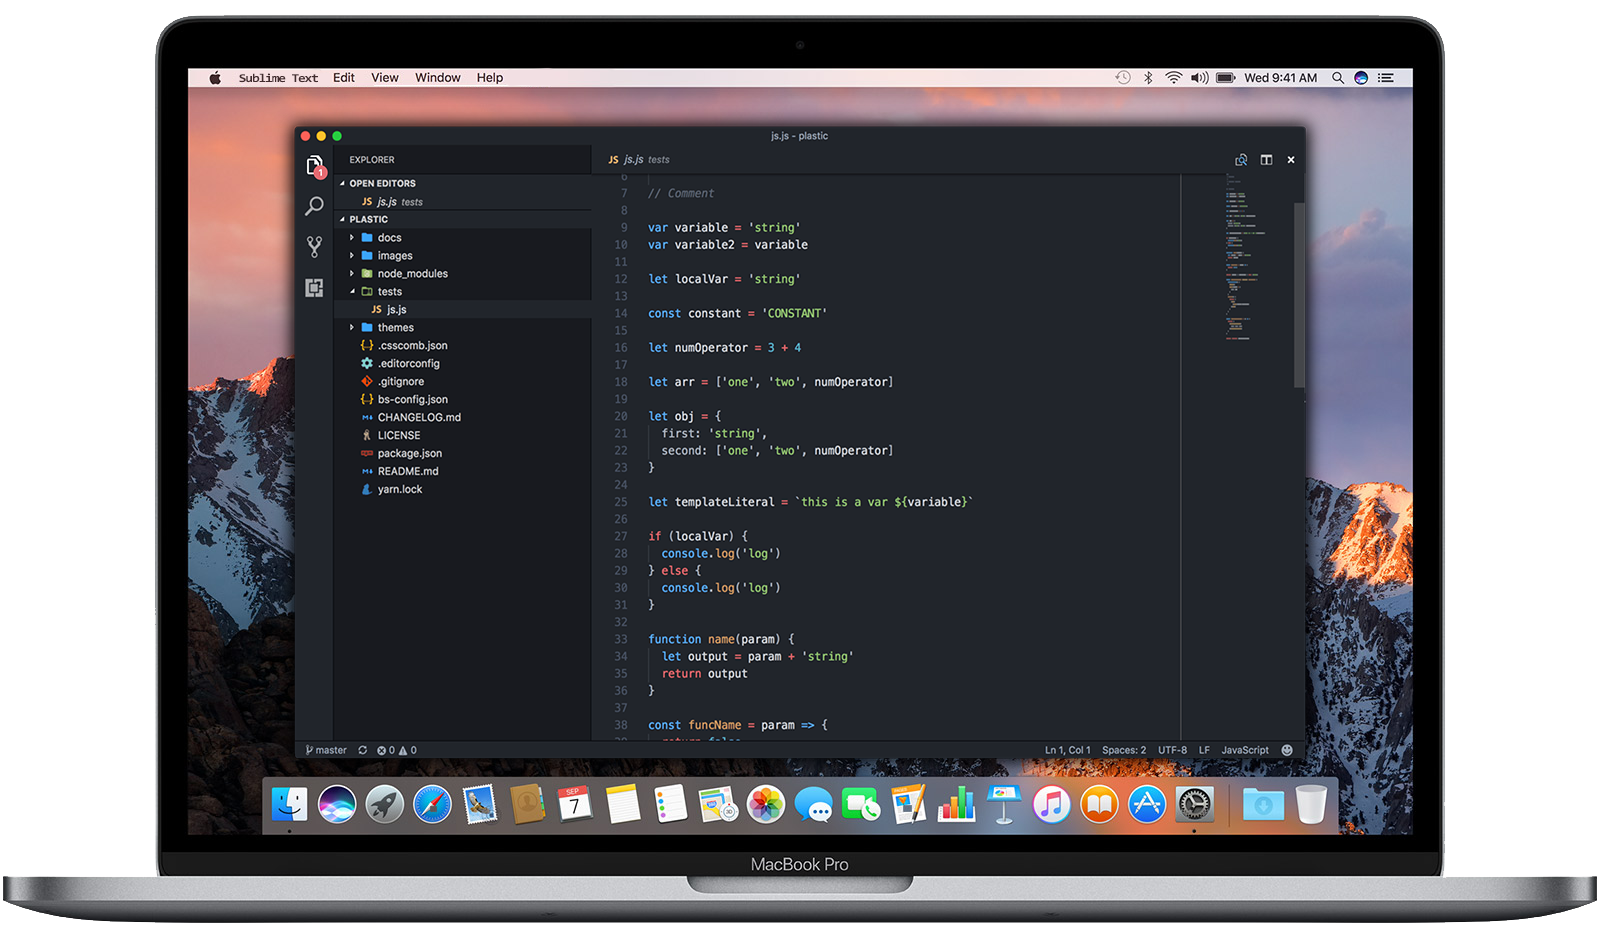 Sublime Text Edit View Window Help
Wed 9:41 AM
js.js - plastic
EXPLORER
1
OPEN EDITORS
JS js.js tests
PLASTIC
docs
images
node_modules
tests
JS js.js
themes
{..} .csscomb.json
.editorconfig
.gitignore
{..} bs-config.json
CHANGELOG.md
LICENSE
package.json
README.md
yarn.lock
JS js.js tests
6
7 // Comment
8
9 var variable = 'string'
10 var variable2 = variable
11
12 let localVar = 'string'
13
14 const constant = 'CONSTANT'
15
16 let numOperator = 3 + 4
17
18 let arr = ['one', 'two', numOperator]
19
20 let obj = {
21 first: 'string',
22 second: ['one', 'two', numOperator]
23 }
24
25 let templateLiteral = `this is a var ${variable}`
26
27 if (localVar) {
28 console.log('log')
29 } else {
30 console.log('log')
31 }
32
33 function name(param) {
34 let output = param + 'string'
35 return output
36 }
37
38 const funcName = param => {
39 return false
master 0 0
Ln 1, Col 1 Spaces: 2 UTF-8 LF JavaScript
SEP
7
MacBook Pro